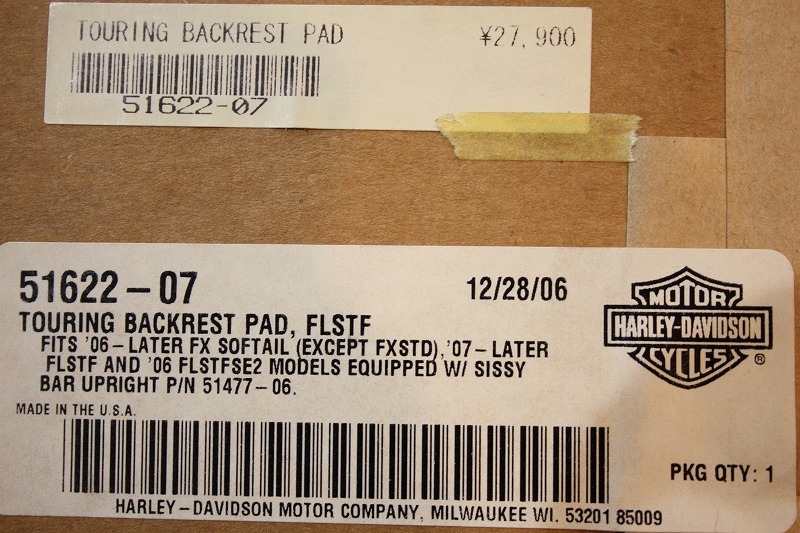 TOURING BACKREST PAD ¥27,900
51622-07
51622-07 12/28/06
TOURING BACKREST PAD, FLSTF
FITS '06-LATER FX SOFTAIL (EXCEPT FXSTD),'07-LATER
FLSTF AND '06 FLSTFSE2 MODELS EQUIPPED W/ SISSY
BAR UPRIGHT P/N 51477-06.
MADE IN THE U.S.A.
MOTOR
HARLEY-DAVIDSON
CYCLES ®
PKG QTY: 1
HARLEY-DAVIDSON MOTOR COMPANY, MILWAUKEE WI. 53201 85009